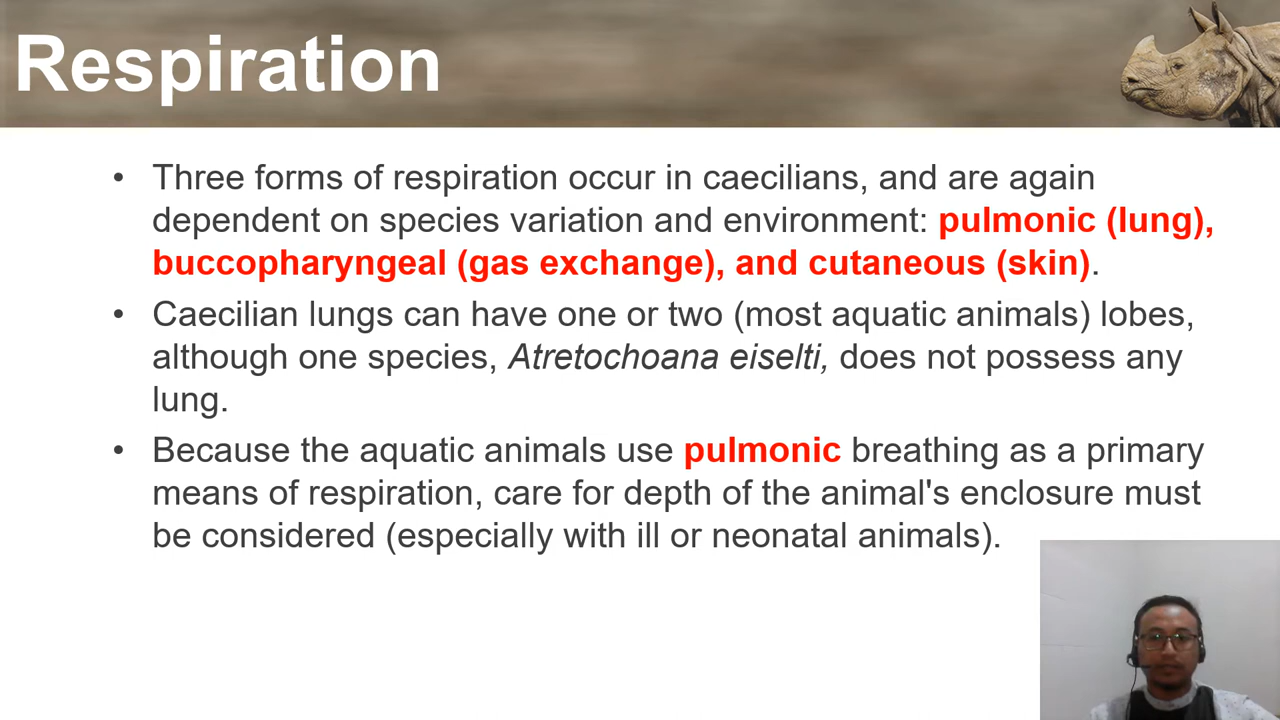 Respiration
• Three forms of respiration occur in caecilians, and are again
dependent on species variation and environment: pulmonic (lung),
buccopharyngeal (gas exchange), and cutaneous (skin).
• Caecilian lungs can have one or two (most aquatic animals) lobes,
although one species, Atretochoana eiselti, does not possess any
lung.
• Because the aquatic animals use pulmonic breathing as a primary
means of respiration, care for depth of the animal's enclosure must
be considered (especially with ill or neonatal animals).